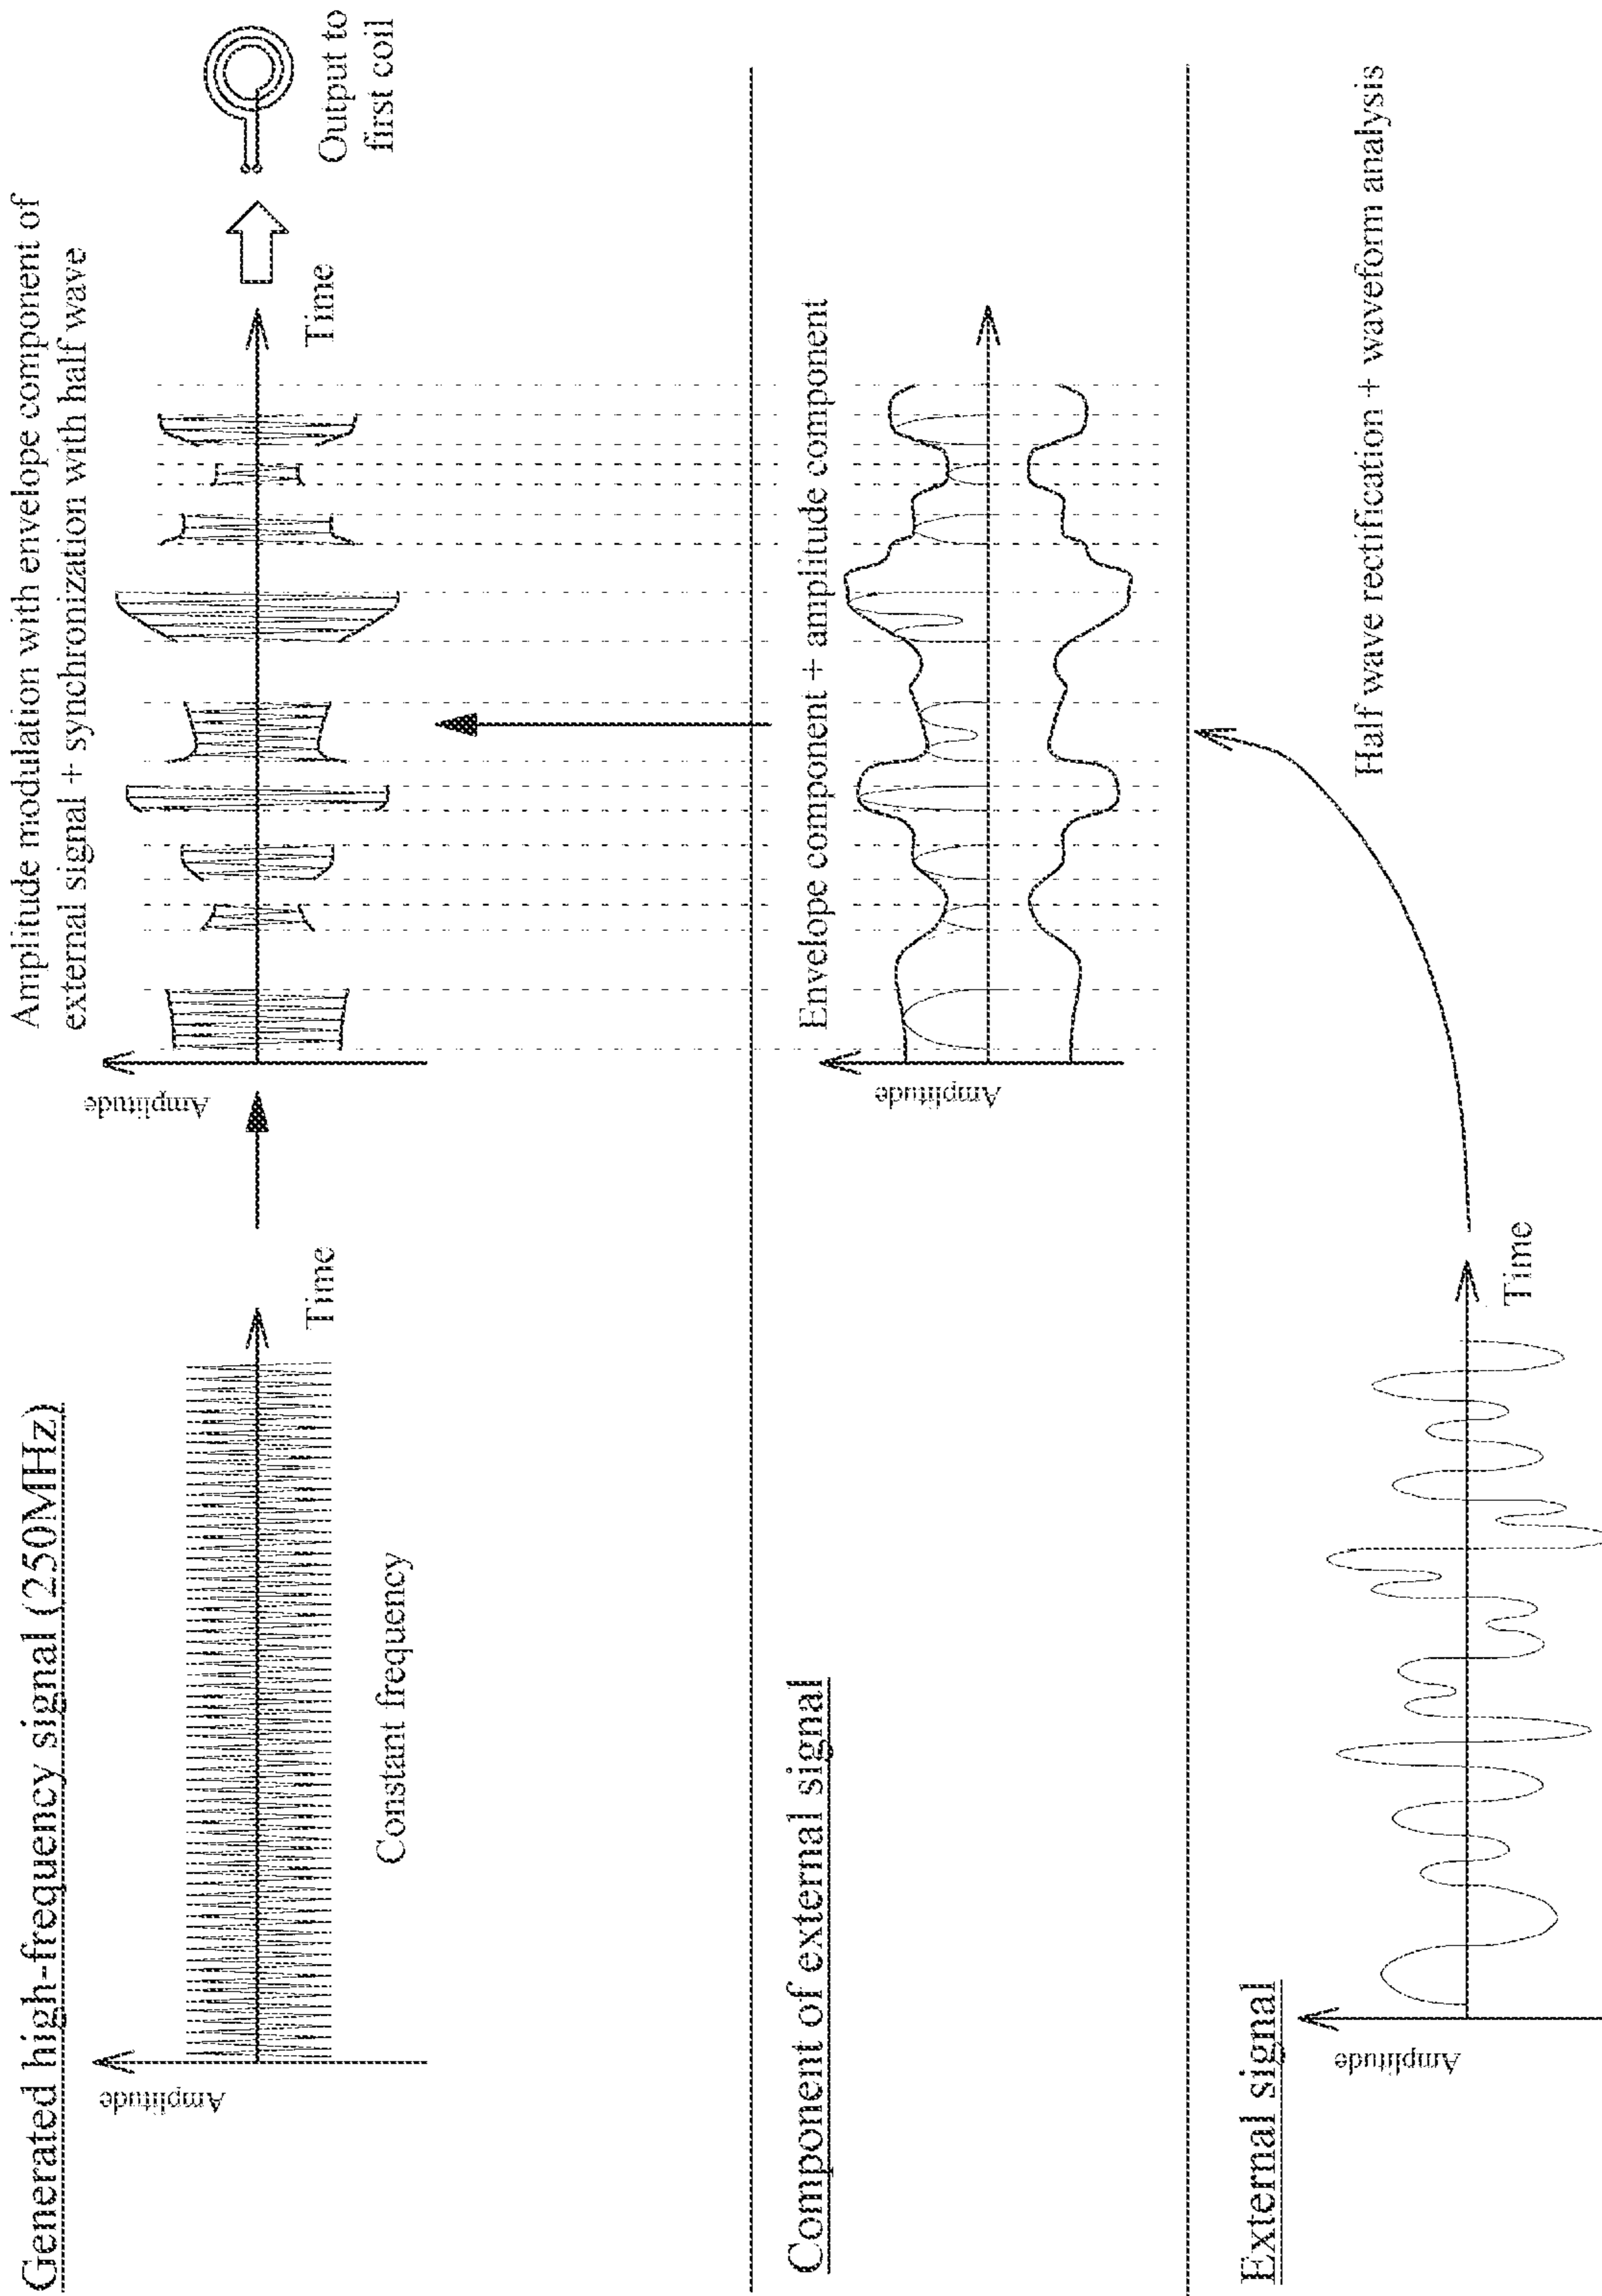 Generated high-frequency signal (250MHz)
Amplitude
Time
Constant frequency
Amplitude modulation with envelope component of
external signal + synchronization with half wave
Amplitude
Time
Output to
first coil
Component of external signal
Envelope component + amplitude component
Amplitude
External signal
Amplitude
Time
Half wave rectification + waveform analysis